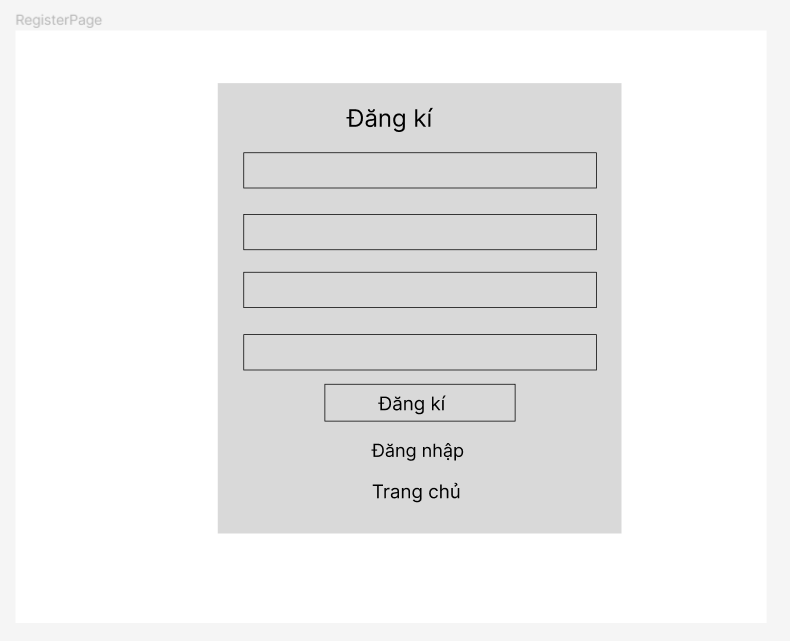 RegisterPage
Đăng kí
Đăng kí
Đăng nhập
Trang chủ